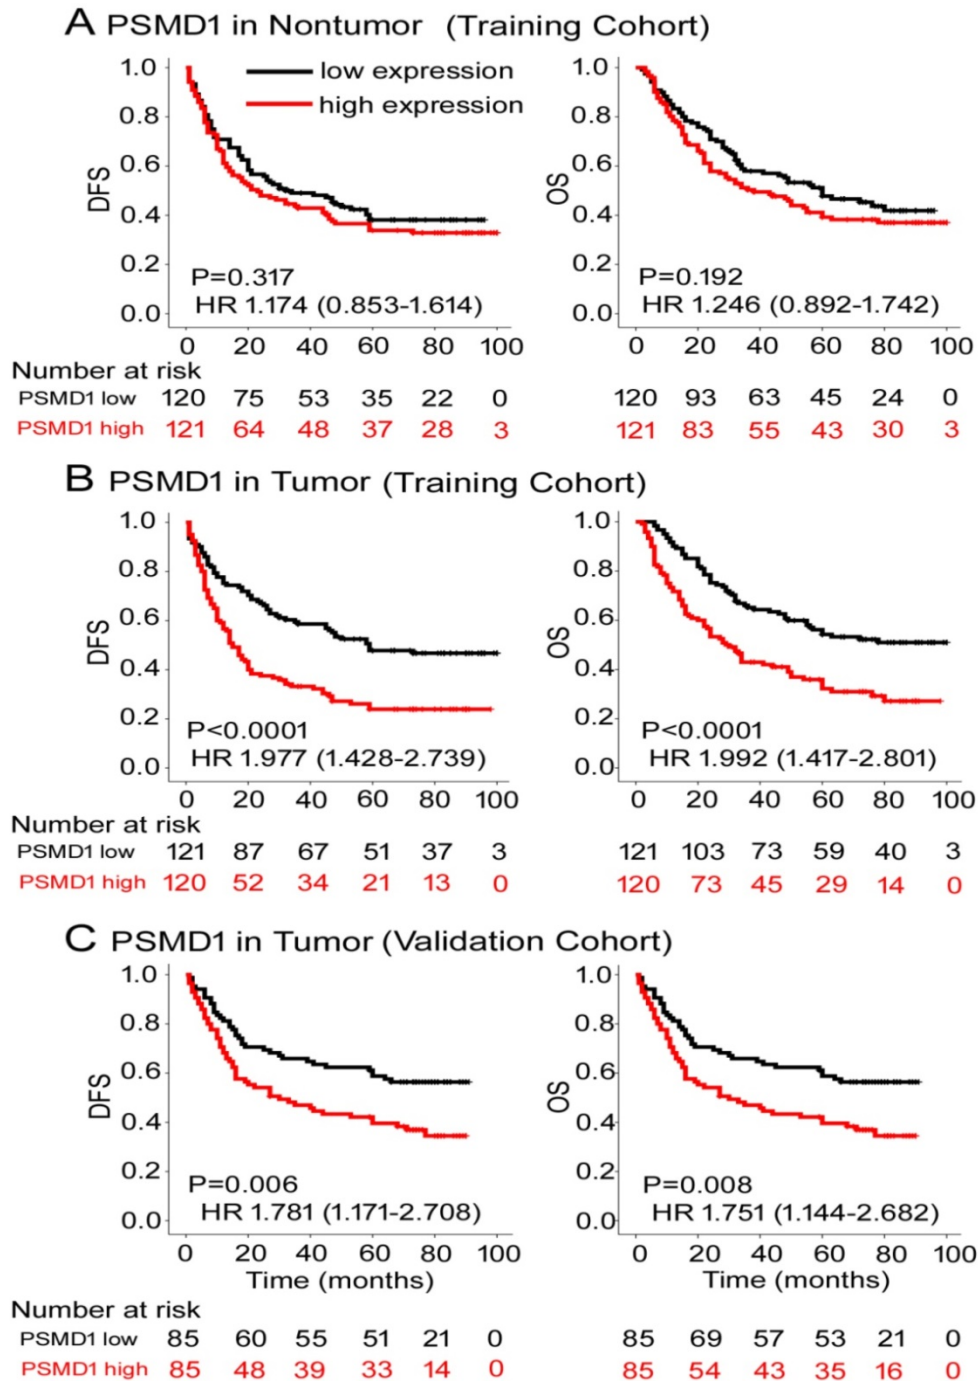 A PSMD1 in Nontumor (Training Cohort)
low expression
high expression
DFS
1.0
0.8
0.6
0.4
0.2
0.0
P=0.317
HR 1.174 (0.853-1.614)
0 20 40 60 80 100
OS
1.0
0.8
0.6
0.4
0.2
0.0
P=0.192
HR 1.246 (0.892-1.742)
0 20 40 60 80 100
Number at risk
PSMD1 low 120 75 53 35 22 0 120 93 63 45 24 0
PSMD1 high 121 64 48 37 28 3 121 83 55 43 30 3
B PSMD1 in Tumor (Training Cohort)
DFS
1.0
0.8
0.6
0.4
0.2
0.0
P<0.0001
HR 1.977 (1.428-2.739)
0 20 40 60 80 100
OS
1.0
0.8
0.6
0.4
0.2
0.0
P<0.0001
HR 1.992 (1.417-2.801)
0 20 40 60 80 100
Number at risk
PSMD1 low 121 87 67 51 37 3 121 103 73 59 40 3
PSMD1 high 120 52 34 21 13 0 120 73 45 29 14 0
C PSMD1 in Tumor (Validation Cohort)
DFS
1.0
0.8
0.6
0.4
0.2
0.0
P=0.006
HR 1.781 (1.171-2.708)
0 20 40 60 80 100
Time (months)
OS
1.0
0.8
0.6
0.4
0.2
0.0
P=0.008
HR 1.751 (1.144-2.682)
0 20 40 60 80 100
Time (months)
Number at risk
PSMD1 low 85 60 55 51 21 0 85 69 57 53 21 0
PSMD1 high 85 48 39 33 14 0 85 54 43 35 16 0